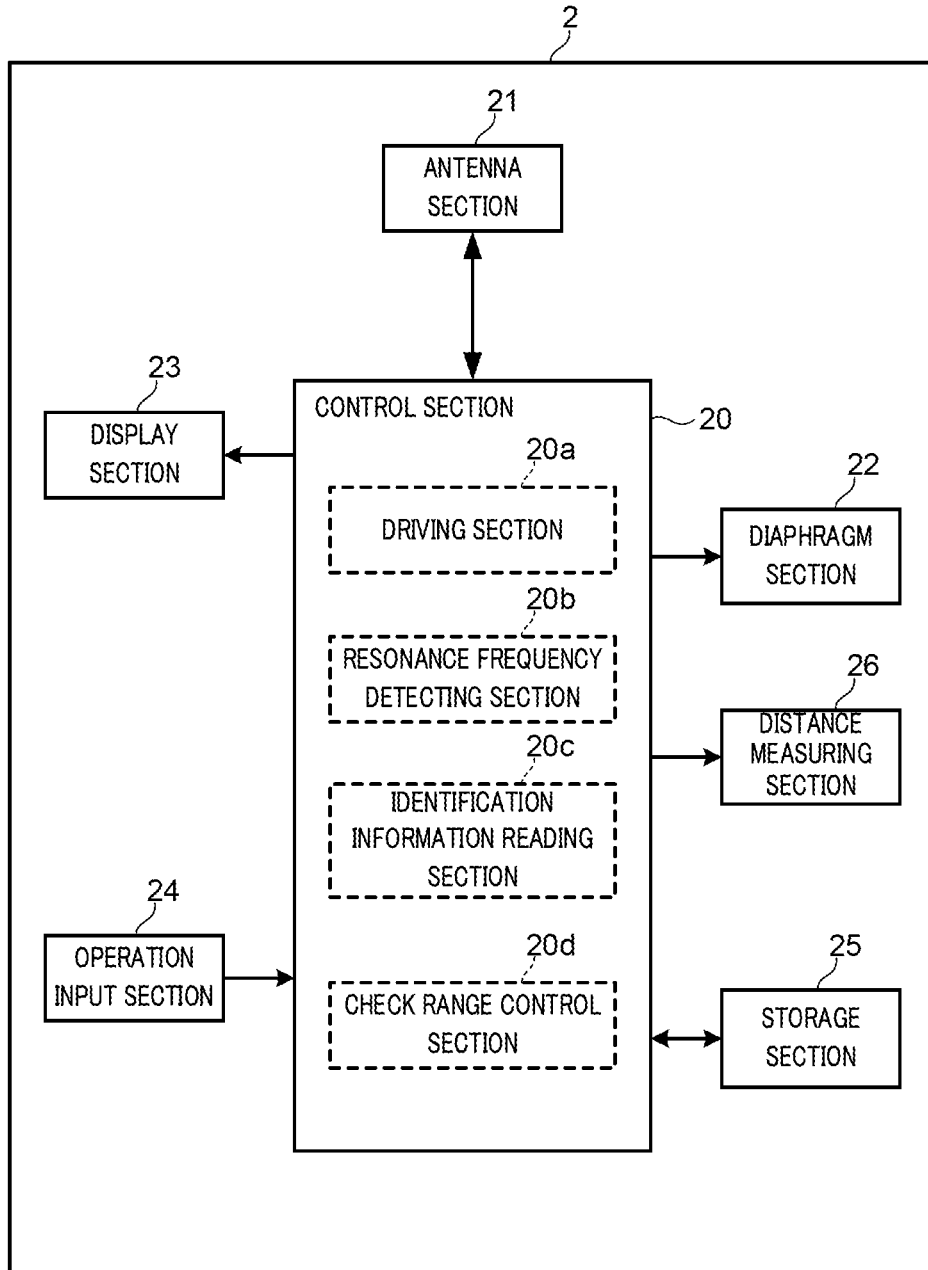 2
21
ANTENNA
SECTION
23
DISPLAY
SECTION
CONTROL SECTION
20
20a
DRIVING SECTION
22
DIAPHRAGM
SECTION
20b
RESONANCE FREQUENCY
DETECTING SECTION
26
DISTANCE
MEASURING
SECTION
20c
IDENTIFICATION
INFORMATION READING
SECTION
24
OPERATION
INPUT SECTION
20d
CHECK RANGE CONTROL
SECTION
25
STORAGE
SECTION